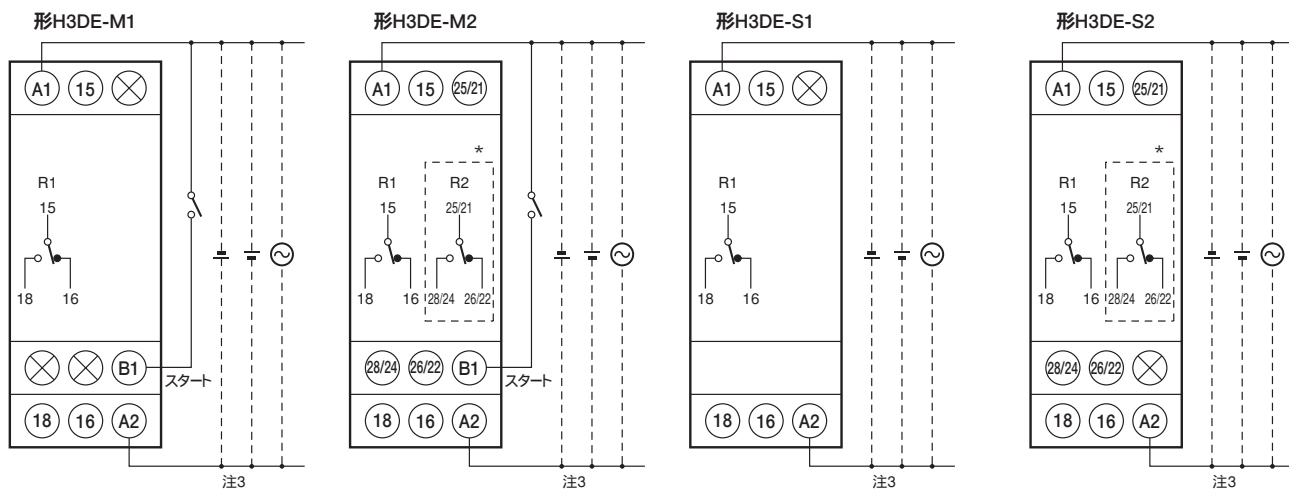 形H3DE-M1
A1 15
R1
15
18 16
B1
スタート
18 16 A2
注3
形H3DE-M2
A1 15 25/21
*
R1 R2
15 25/21
18 16 28/24 26/22
28/24 26/22 B1
スタート
18 16 A2
注3
形H3DE-S1
A1 15
R1
15
18 16
18 16 A2
注3
形H3DE-S2
A1 15 25/21
*
R1 R2
15 25/21
18 16 28/24 26/22
28/24 26/22
18 16 A2
注3